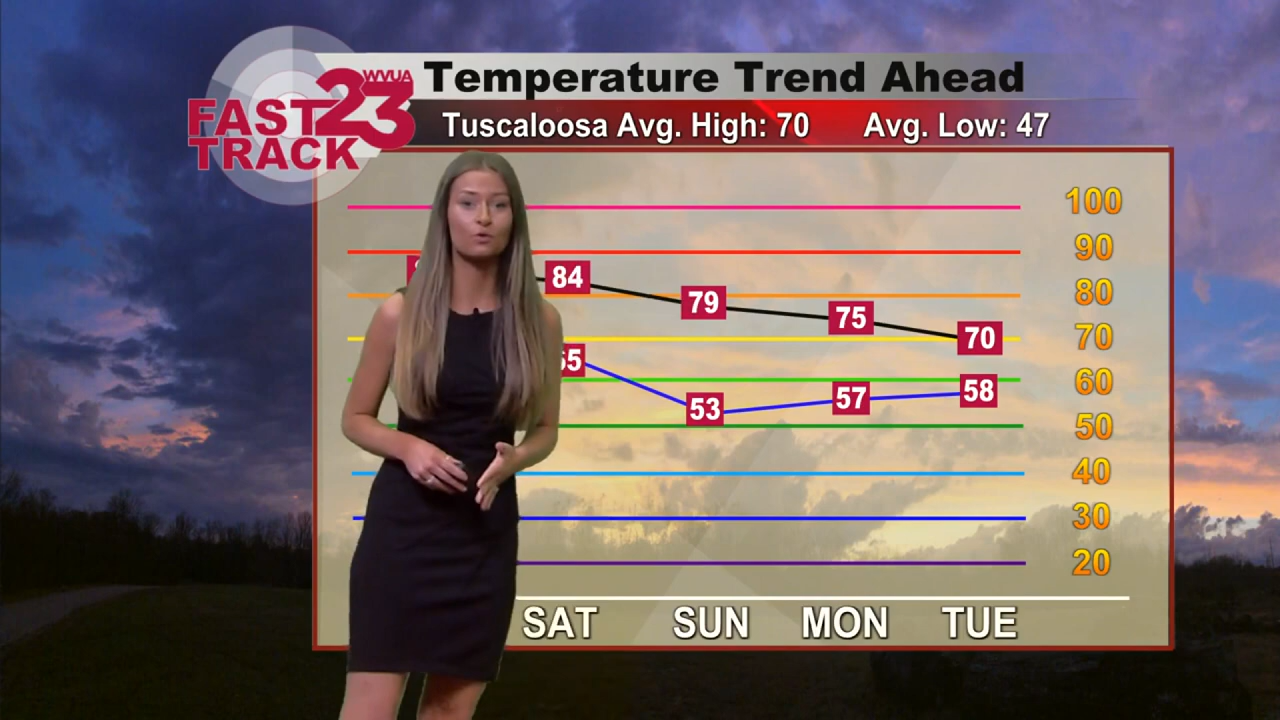 WVUA
23
FAST
TRACK
Temperature Trend Ahead
Tuscaloosa Avg. High: 70 Avg. Low: 47
100
90
84
80
79
75
70
70
60
58
57
53
50
40
30
20
SAT SUN MON TUE